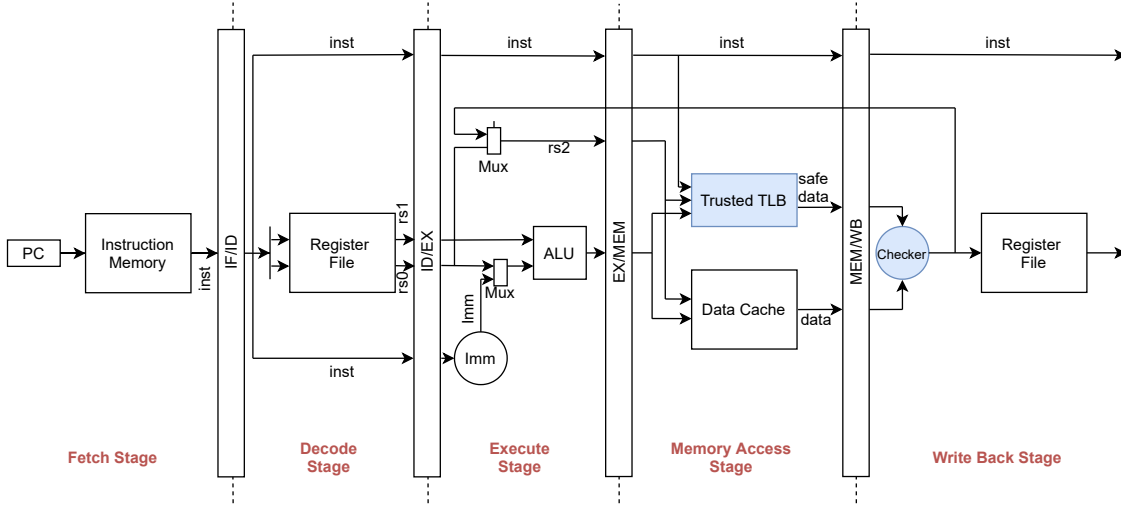 inst
inst
inst
inst
Mux
rs2
safe
data
Trusted TLB
PC
Instruction
Memory
inst
IF/ID
Register
File
rs1
rs0
ID/EX
ALU
Mux
Imm
Imm
inst
EX/MEM
Data Cache
data
MEM/WB
Checker
Register
File
Fetch Stage
Decode
Stage
Execute
Stage
Memory Access
Stage
Write Back Stage